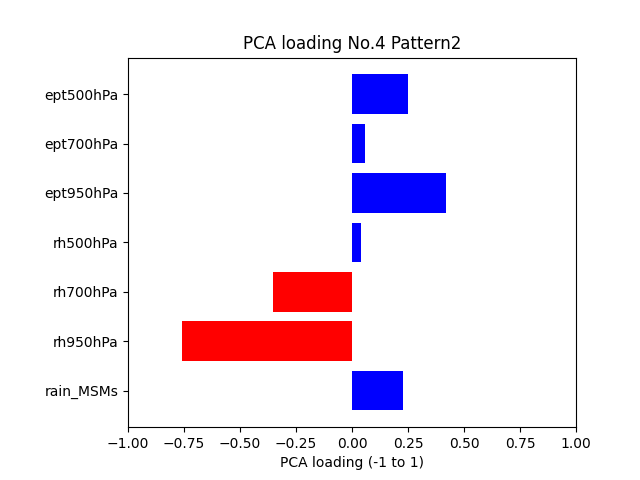 PCA loading No.4 Pattern2
ept500hPa
ept700hPa
ept950hPa
rh500hPa
rh700hPa
rh950hPa
rain_MSMs
−1.00 −0.75 −0.50 −0.25 0.00 0.25 0.50 0.75 1.00
PCA loading (-1 to 1)